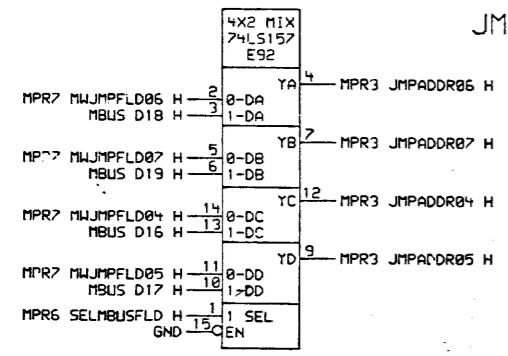 JM
4X2 MIX
74LS157
E92
YA 4 MPR3 JMPADDR06 H
MPR7 MWJMPFLD06 H 2 0-DA
MBUS D18 H 3 1-DA
YB 7 MPR3 JMPADDR07 H
MWJMPFLD07 H 5 0-DB
MBUS D19 H 6 1-DB
YC 12 MPR3 JMPADDR04 H
MPR7 MWJMPFLD04 H 14 0-DC
MBUS D16 H 13 1-DC
YD 9 MPR3 JMPADDR05 H
MPR7 MWJMPFLD05 H 11 0-DD
MBUS D17 H 10 1-DD
MPR6 SELMBUSFLD H 1 1 SEL
GND 15 EN